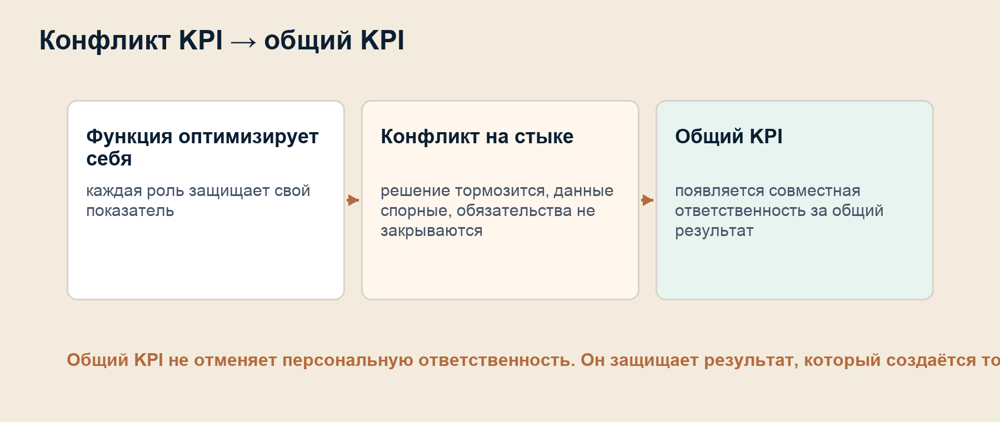 Конфликт KPI → общий KPI
Функция оптимизирует
себя
каждая роль защищает свой
показатель
Конфликт на стыке
решение тормозится, данные
спорные, обязательства не
закрываются
Общий KPI
появляется совместная
ответственность за общий
результат
Общий KPI не отменяет персональную ответственность. Он защищает результат, который создаётся